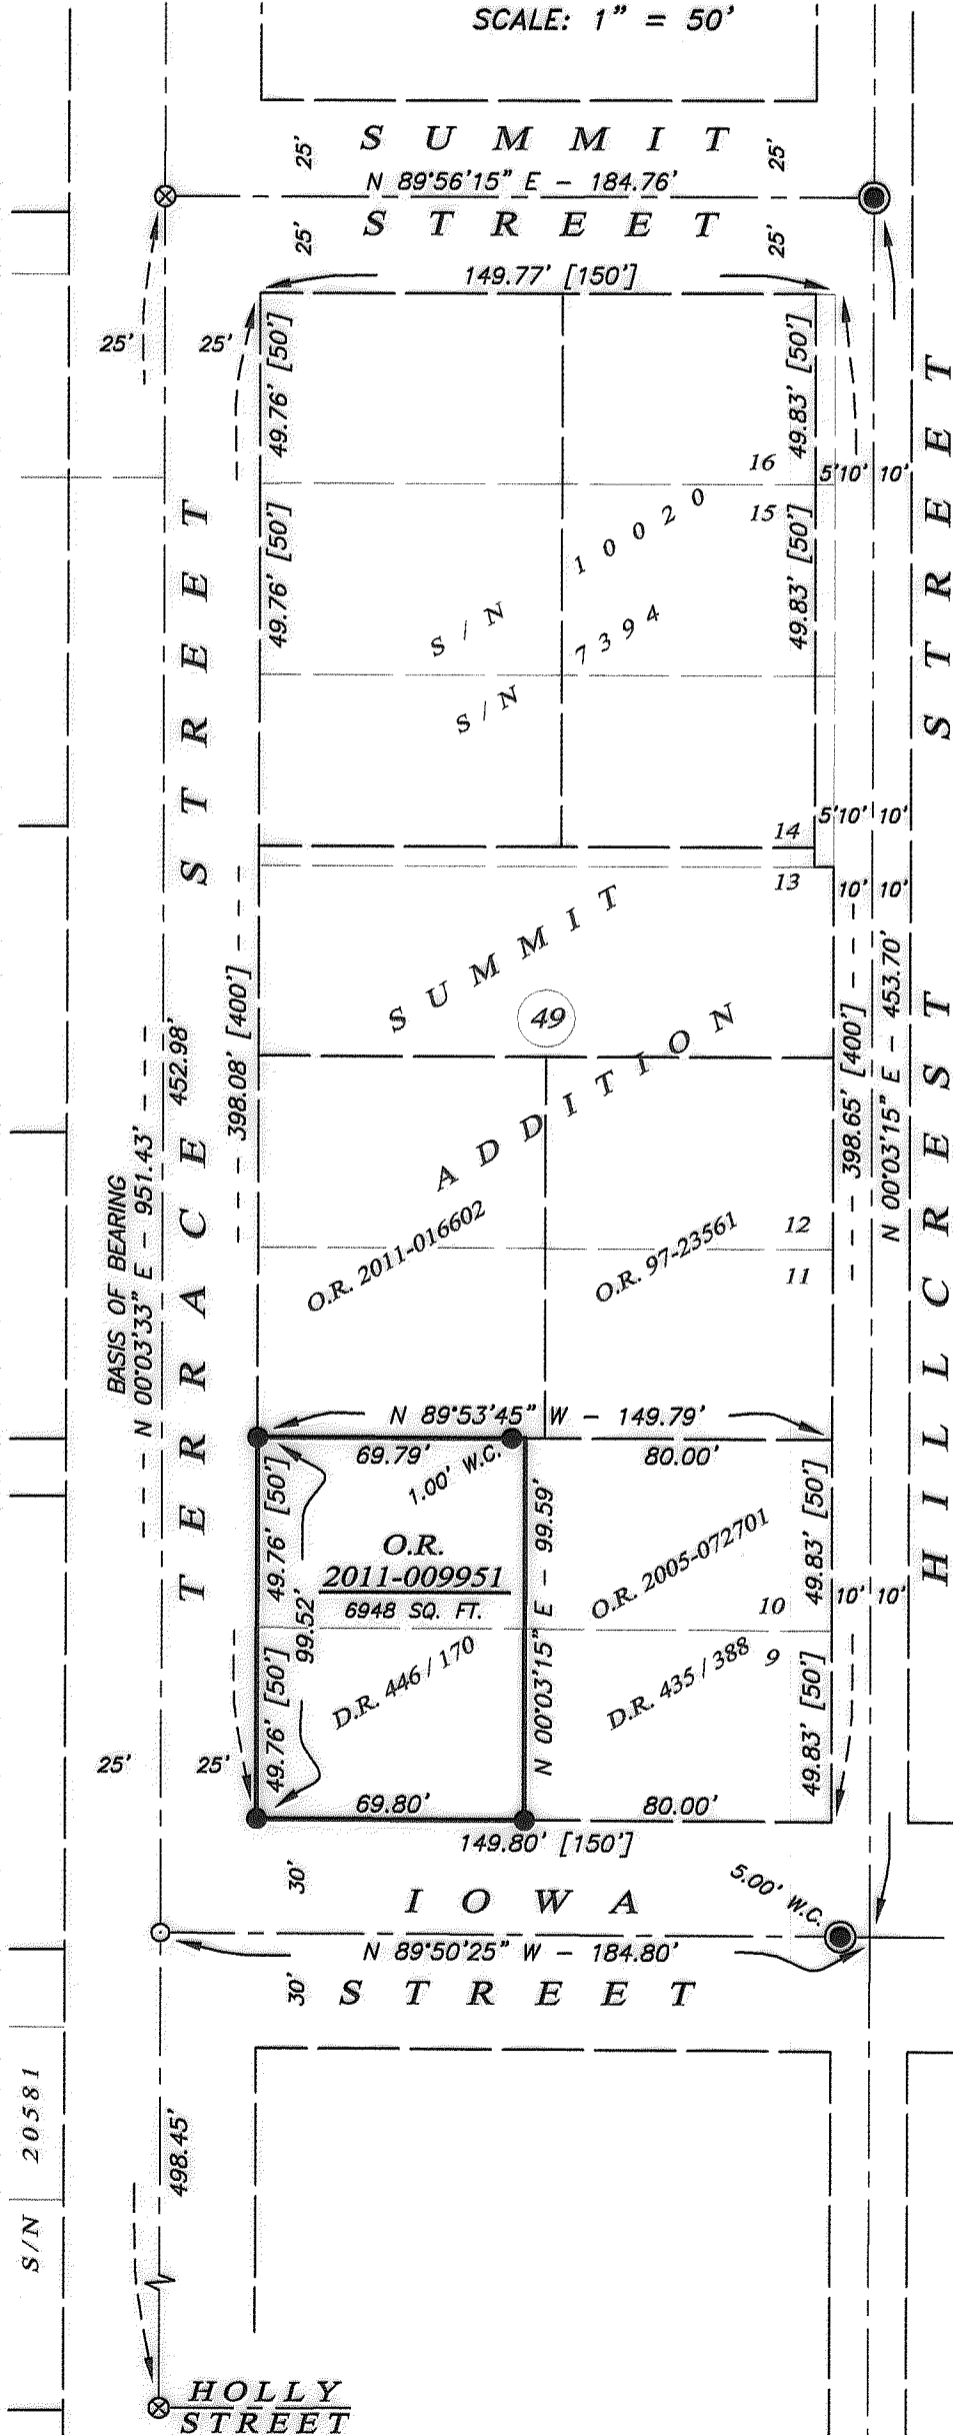 SCALE: 1" = 50'
25' SUMMIT 25'
N 89°56'15" E - 184.76'
25' STREET 25'
149.77' [150']
25' 25'
49.76' [50']
49.83' [50']
16
5' 10' 10'
15
49.76' [50']
49.83' [50']
S/N 10020
S/N 7394
14
5' 10' 10'
13
10' 10'
SUMMIT
49
ADDITION
TERRACE STREET
HILLCREST STREET
452.98'
BASIS OF BEARING
N 00°03'33" E - 951.43'
398.08' [400']
398.65' [400']
N 00°03'15" E - 453.70'
O.R. 2011-016602
O.R. 97-23561
12
11
N 89°53'45" W - 149.79'
69.79'
80.00'
1.00' W.C.
49.76' [50']
99.52'
O.R.
2011-009951
6948 SQ. FT.
N 00°03'15" E - 99.59'
O.R. 2005-072701
49.83' [50']
10
10' 10'
9
D.R. 446 / 170
D.R. 435 / 388
49.76' [50']
49.83' [50']
25' 25'
69.80'
80.00'
149.80' [150']
30'
5.00' W.C.
IOWA
N 89°50'25" W - 184.80'
30' STREET
S/N 20581
498.45'
HOLLY
STREET